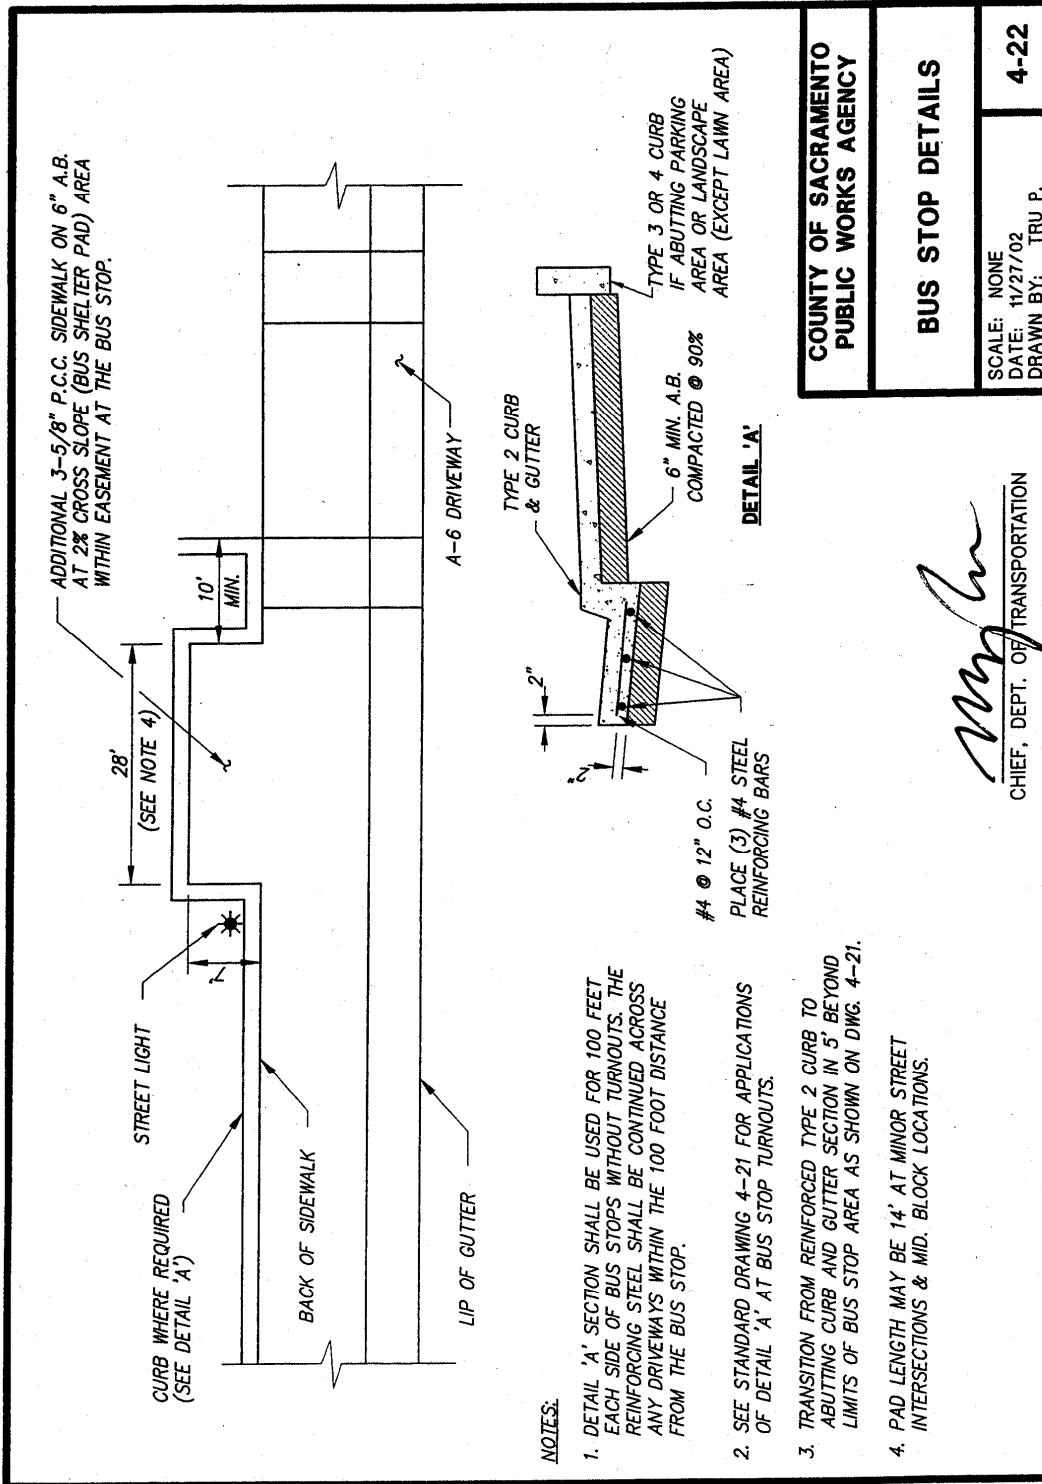 ADDITIONAL 3-5/8" P.C.C. SIDEWALK ON 6" A.B.
AT 2% CROSS SLOPE (BUS SHELTER PAD) AREA
WITHIN EASEMENT AT THE BUS STOP.
28'
(SEE NOTE 4)
10'
MIN.
STREET LIGHT
7'
CURB WHERE REQUIRED
(SEE DETAIL 'A')
BACK OF SIDEWALK
LIP OF GUTTER
A-6 DRIVEWAY
TYPE 2 CURB
& GUTTER
2"
2"
TYPE 3 OR 4 CURB
IF ABUTTING PARKING
AREA OR LANDSCAPE
AREA (EXCEPT LAWN AREA)
6" MIN. A.B.
COMPACTED @ 90%
#4 @ 12" O.C.
PLACE (3) #4 STEEL
REINFORCING BARS
DETAIL 'A'
NOTES:
1. DETAIL 'A' SECTION SHALL BE USED FOR 100 FEET
EACH SIDE OF BUS STOPS WITHOUT TURNOUTS. THE
REINFORCING STEEL SHALL BE CONTINUED ACROSS
ANY DRIVEWAYS WITHIN THE 100 FOOT DISTANCE
FROM THE BUS STOP.
2. SEE STANDARD DRAWING 4-21 FOR APPLICATIONS
OF DETAIL 'A' AT BUS STOP TURNOUTS.
3. TRANSITION FROM REINFORCED TYPE 2 CURB TO
ABUTTING CURB AND GUTTER SECTION IN 5' BEYOND
LIMITS OF BUS STOP AREA AS SHOWN ON DWG. 4-21.
4. PAD LENGTH MAY BE 14' AT MINOR STREET
INTERSECTIONS & MID. BLOCK LOCATIONS.
CHIEF, DEPT. OF TRANSPORTATION
COUNTY OF SACRAMENTO
PUBLIC WORKS AGENCY
BUS STOP DETAILS
SCALE: NONE
DATE: 11/27/02
DRAWN BY: TRU P.
4-22